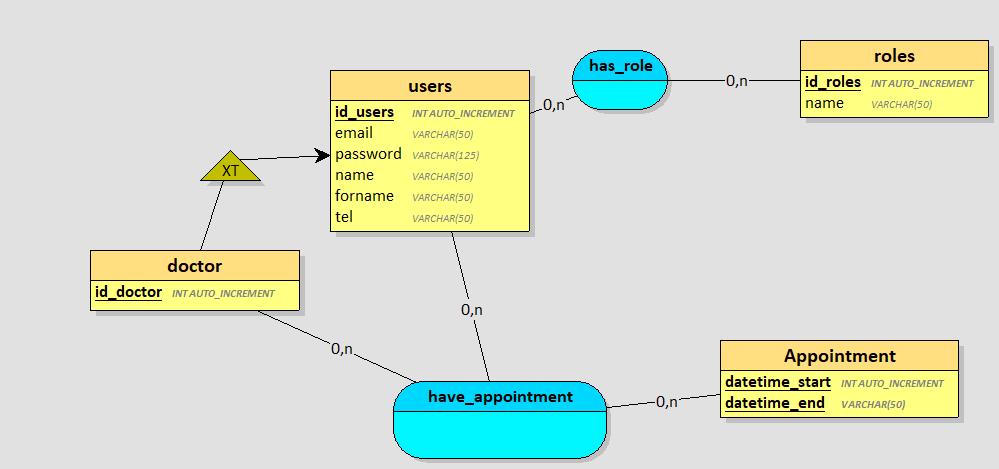 has_role
0,n
0,n
roles
id_roles INT AUTO_INCREMENT
name VARCHAR(50)
users
id_users INT AUTO_INCREMENT
email VARCHAR(50)
password VARCHAR(125)
name VARCHAR(50)
forname VARCHAR(50)
tel VARCHAR(50)
XT
doctor
id_doctor INT AUTO_INCREMENT
0,n
0,n
have_appointment
0,n
Appointment
datetime_start INT AUTO_INCREMENT
datetime_end VARCHAR(50)